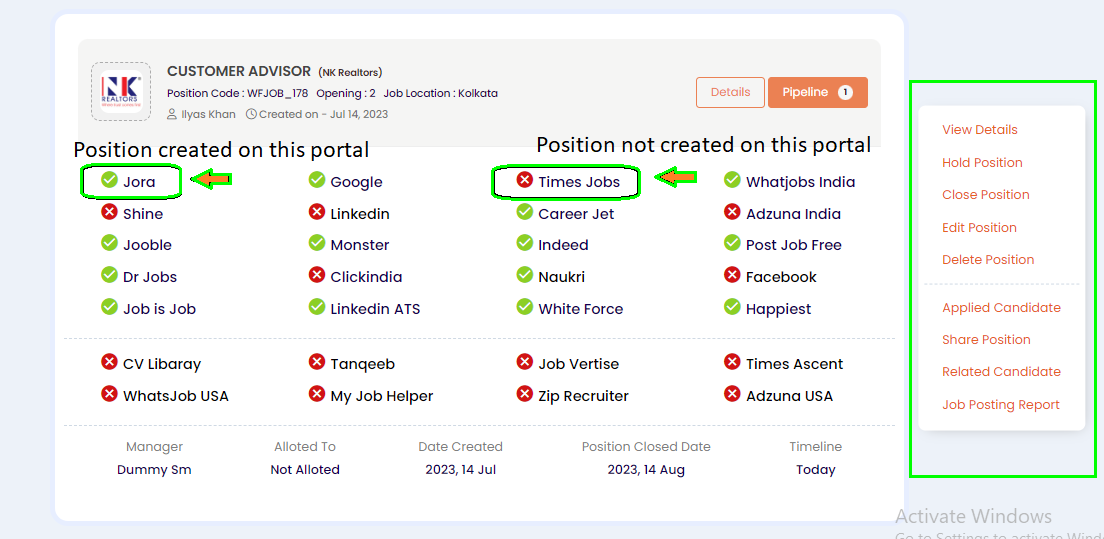 NK
REALTORS
CUSTOMER ADVISOR (NK Realtors)
Position Code : WFJOB_178 Opening : 2 Job Location : Kolkata
Ilyas Khan Created on - Jul 14, 2023
Details
Pipeline 1
Position created on this portal
Position not created on this portal
Jora Google Times Jobs Whatjobs India
Shine Linkedin Career Jet Adzuna India
Jooble Monster Indeed Post Job Free
Dr Jobs Clickindia Naukri Facebook
Job is Job Linkedin ATS White Force Happiest
CV Libaray Tanqeeb Job Vertise Times Ascent
WhatsJob USA My Job Helper Zip Recruiter Adzuna USA
Manager Alloted To Date Created Position Closed Date Timeline
Dummy Sm Not Alloted 2023, 14 Jul 2023, 14 Aug Today
View Details
Hold Position
Close Position
Edit Position
Delete Position
Applied Candidate
Share Position
Related Candidate
Job Posting Report
Activate Windows
Go to Settings to activate Wind